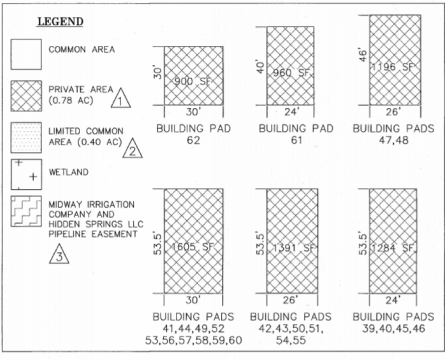 LEGEND
COMMON AREA
PRIVATE AREA
(0.78 AC)
1
LIMITED COMMON
AREA (0.40 AC)
2
WETLAND
MIDWAY IRRIGATION
COMPANY AND
HIDDEN SPRINGS LLC
PIPELINE EASEMENT
3
30'
900 SF
30'
BUILDING PAD
62
40'
960 SF
24'
BUILDING PAD
61
46'
1196 SF
26'
BUILDING PADS
47,48
53.5'
1605 SF
30'
BUILDING PADS
41,44,49,52
53,56,57,58,59,60
53.5'
1391 SF
26'
BUILDING PADS
42,43,50,51,
54,55
53.5'
1284 SF
24'
BUILDING PADS
39,40,45,46